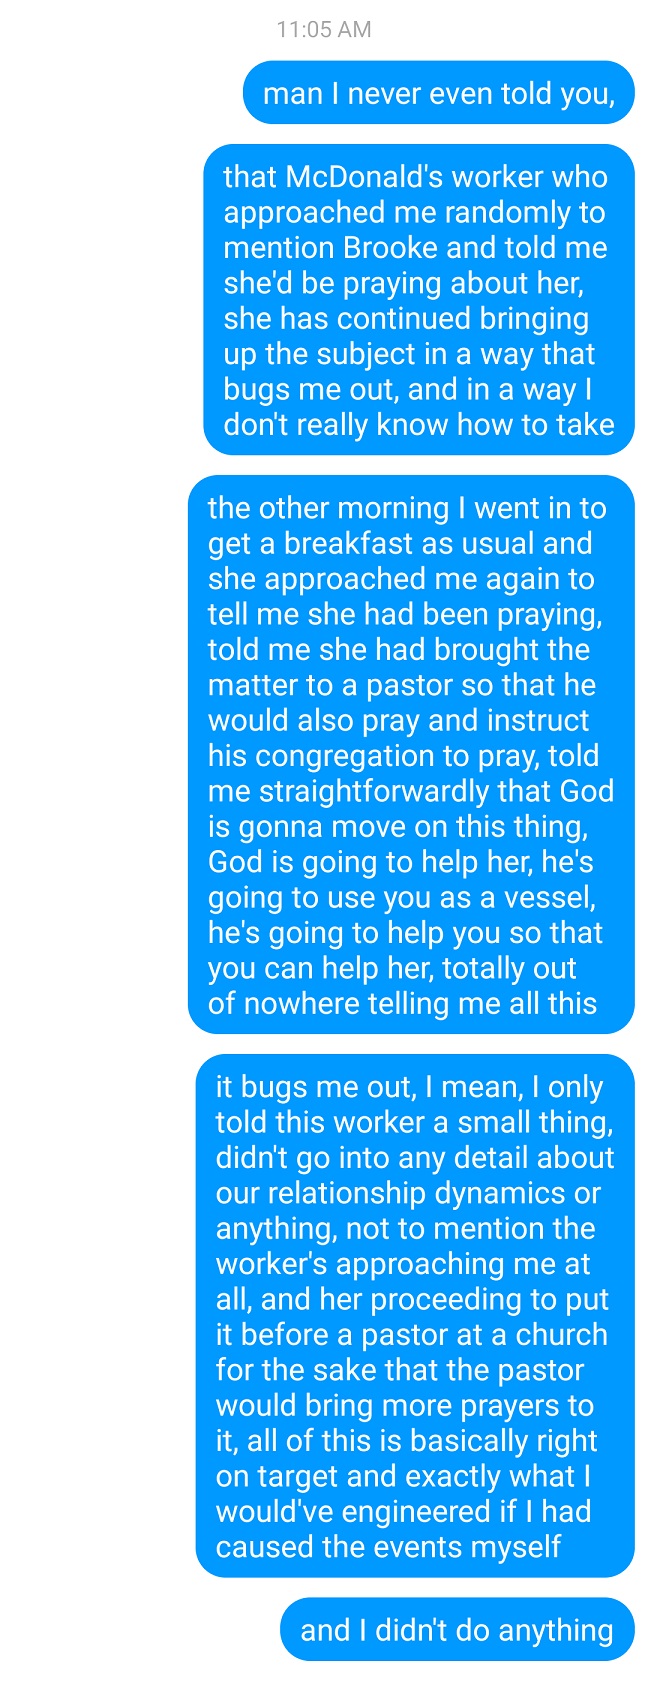 11:05 AM
man I never even told you,
that McDonald's worker who
approached me randomly to
mention Brooke and told me
she'd be praying about her,
she has continued bringing
up the subject in a way that
bugs me out, and in a way I
don't really know how to take
the other morning I went in to
get a breakfast as usual and
she approached me again to
tell me she had been praying,
told me she had brought the
matter to a pastor so that he
would also pray and instruct
his congregation to pray, told
me straightforwardly that God
is gonna move on this thing,
God is going to help her, he's
going to use you as a vessel,
he's going to help you so that
you can help her, totally out
of nowhere telling me all this
it bugs me out, I mean, I only
told this worker a small thing,
didn't go into any detail about
our relationship dynamics or
anything, not to mention the
worker's approaching me at
all, and her proceeding to put
it before a pastor at a church
for the sake that the pastor
would bring more prayers to
it, all of this is basically right
on target and exactly what I
would've engineered if I had
caused the events myself
and I didn't do anything